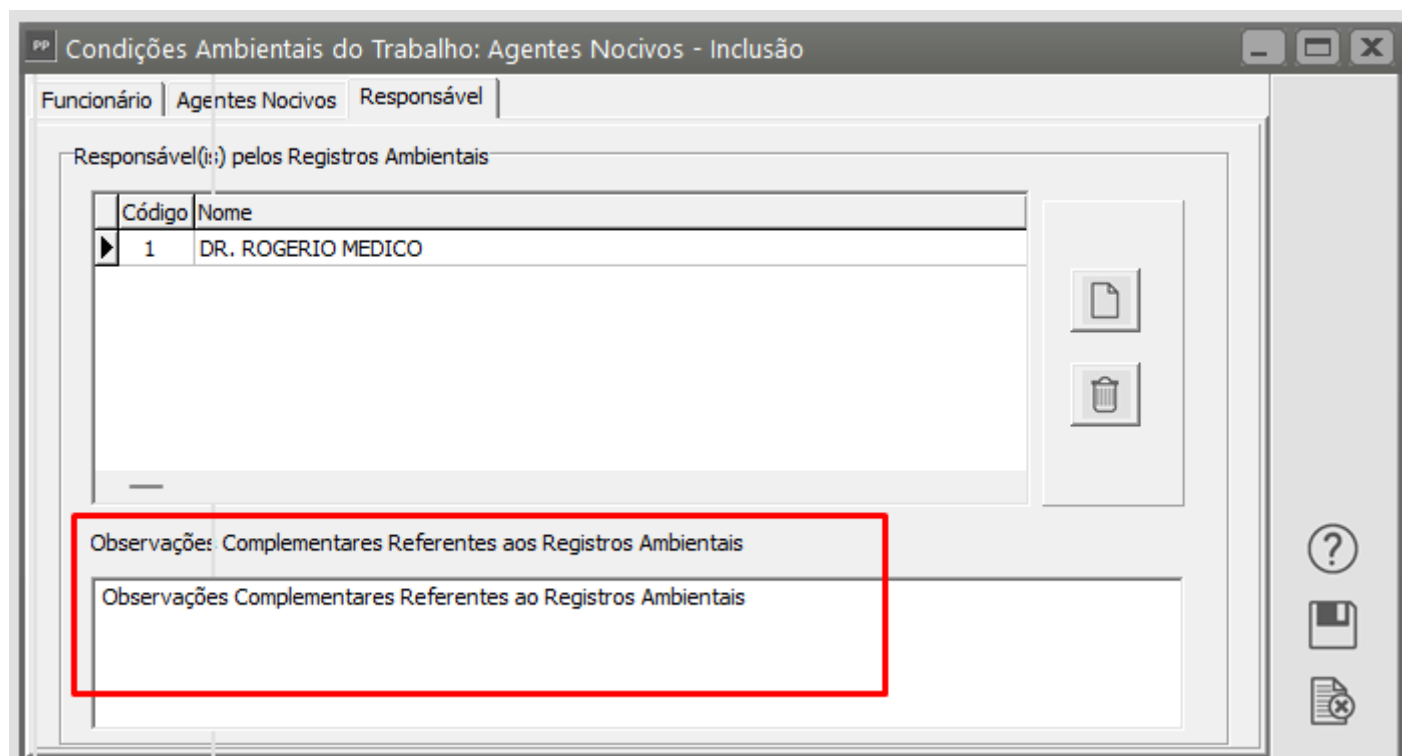 PP Condições Ambientais do Trabalho: Agentes Nocivos - Inclusão
Funcionário Agentes Nocivos Responsável
Responsável(is) pelos Registros Ambientais
Código Nome
1 DR. ROGERIO MEDICO
Observações Complementares Referentes aos Registros Ambientais
Observações Complementares Referentes ao Registros Ambientais